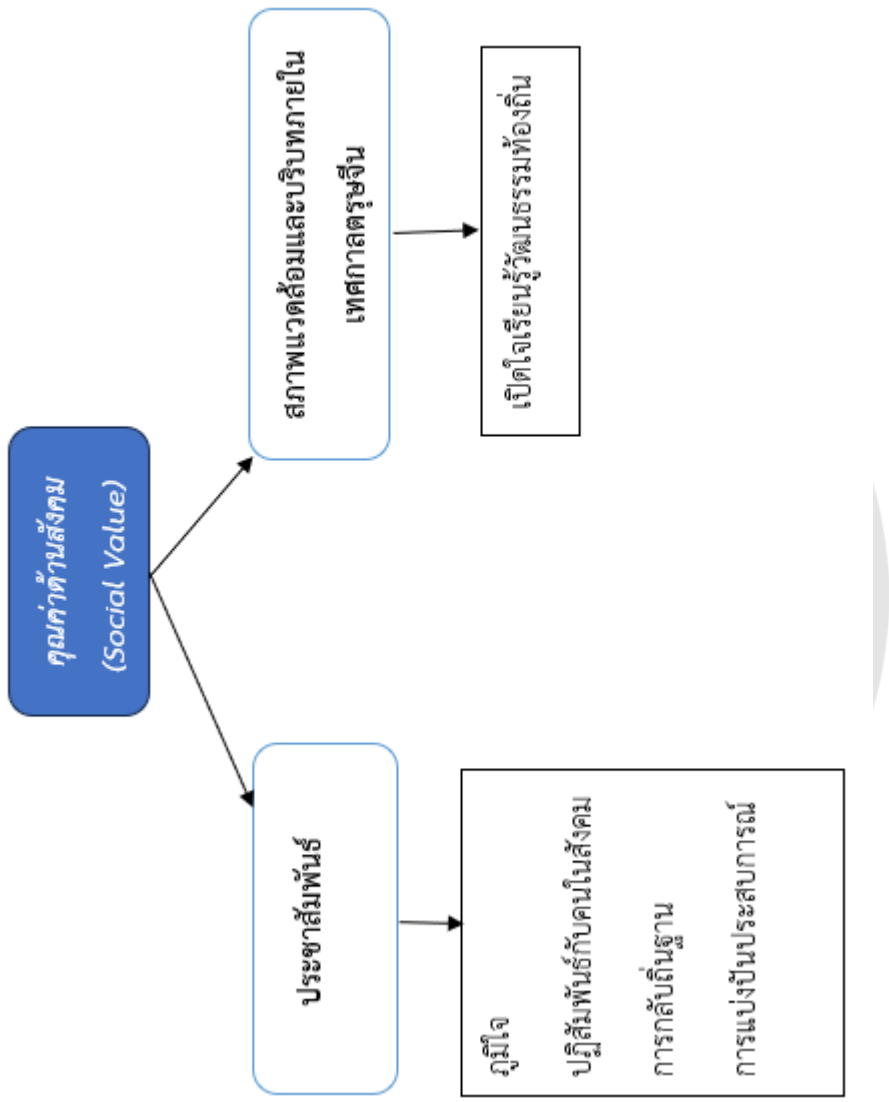 คุณค่าด้านสังคม
(Social Value)
ประชาสัมพันธ์
ภูมิใจ
ปฏิสัมพันธ์กับคนในสังคม
การกลับถิ่นฐาน
การแบ่งปันประสบการณ์
สภาพแวดล้อมและบริบทภายใน
เทศกาลตรุษจีน
เปิดใจเรียนรู้วัฒนธรรมท้องถิ่น